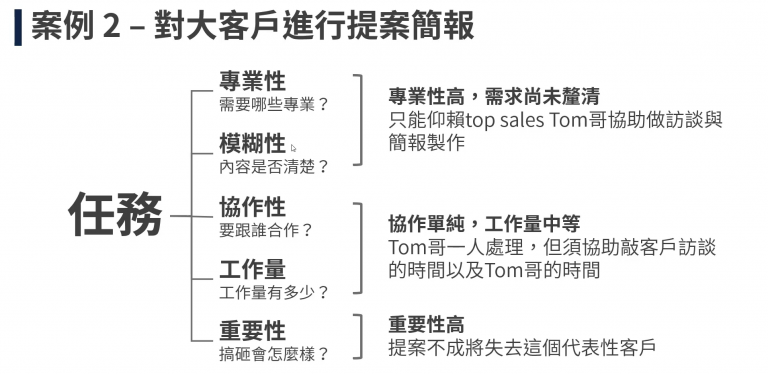 案例 2 – 對大客戶進行提案簡報
任務
專業性
需要哪些專業？
模糊性
內容是否清楚？
專業性高，需求尚未釐清
只能仰賴top sales Tom哥協助做訪談與
簡報製作
協作性
要跟誰合作？
工作量
工作量有多少？
協作單純，工作量中等
Tom哥一人處理，但須協助敲客戶訪談
的時間以及Tom哥的時間
重要性
搞砸會怎麼樣？
重要性高
提案不成將失去這個代表性客戶